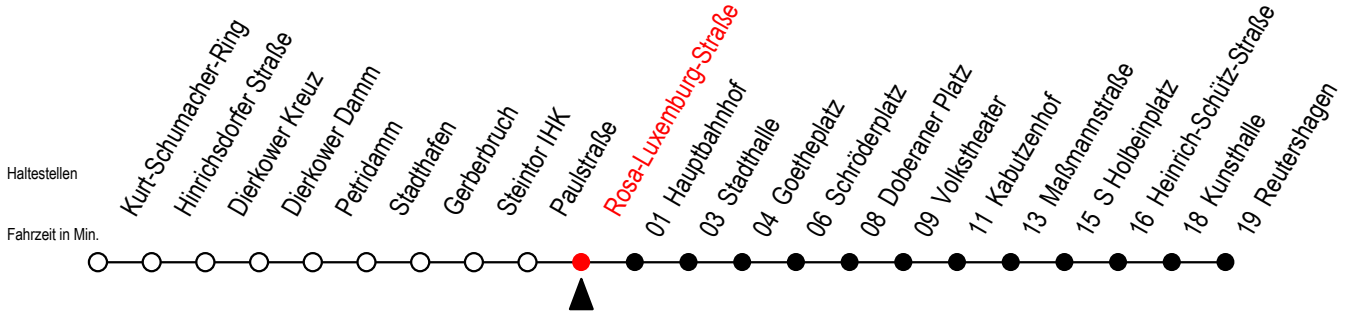 Haltestellen
Fahrzeit in Min.
Kurt-Schumacher-Ring
Hinrichsdorfer Straße
Dierkower Kreuz
Dierkower Damm
Petridamm
Stadthafen
Gerberbruch
Steintor IHK
Paulstraße
Rosa-Luxemburg-Straße
01 Hauptbahnhof
03 Stadthalle
04 Goetheplatz
06 Schröderplatz
08 Doberaner Platz
09 Volkstheater
11 Kabutzenhof
13 Maßmannstraße
15 S Holbeinplatz
16 Heinrich-Schütz-Straße
18 Kunsthalle
19 Reutershagen